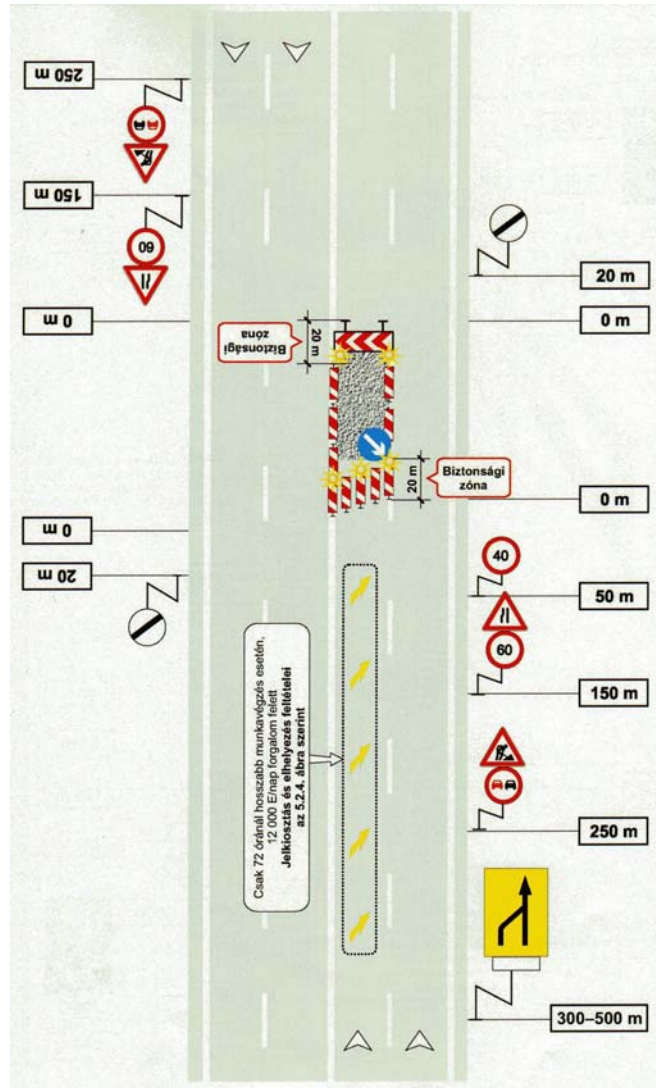 250 m
150 m
60
0 m
20 m
Biztonsági
zóna
20 m
0 m
20 m
Biztonsági
zóna
0 m
0 m
20 m
40
50 m
60
150 m
Csak 72 óránál hosszabb munkavégzés esetén,
12 000 E/nap forgalom felett
Jelkiosztás és elhelyezés feltételei
az 5.2.4. ábra szerint
250 m
300–500 m